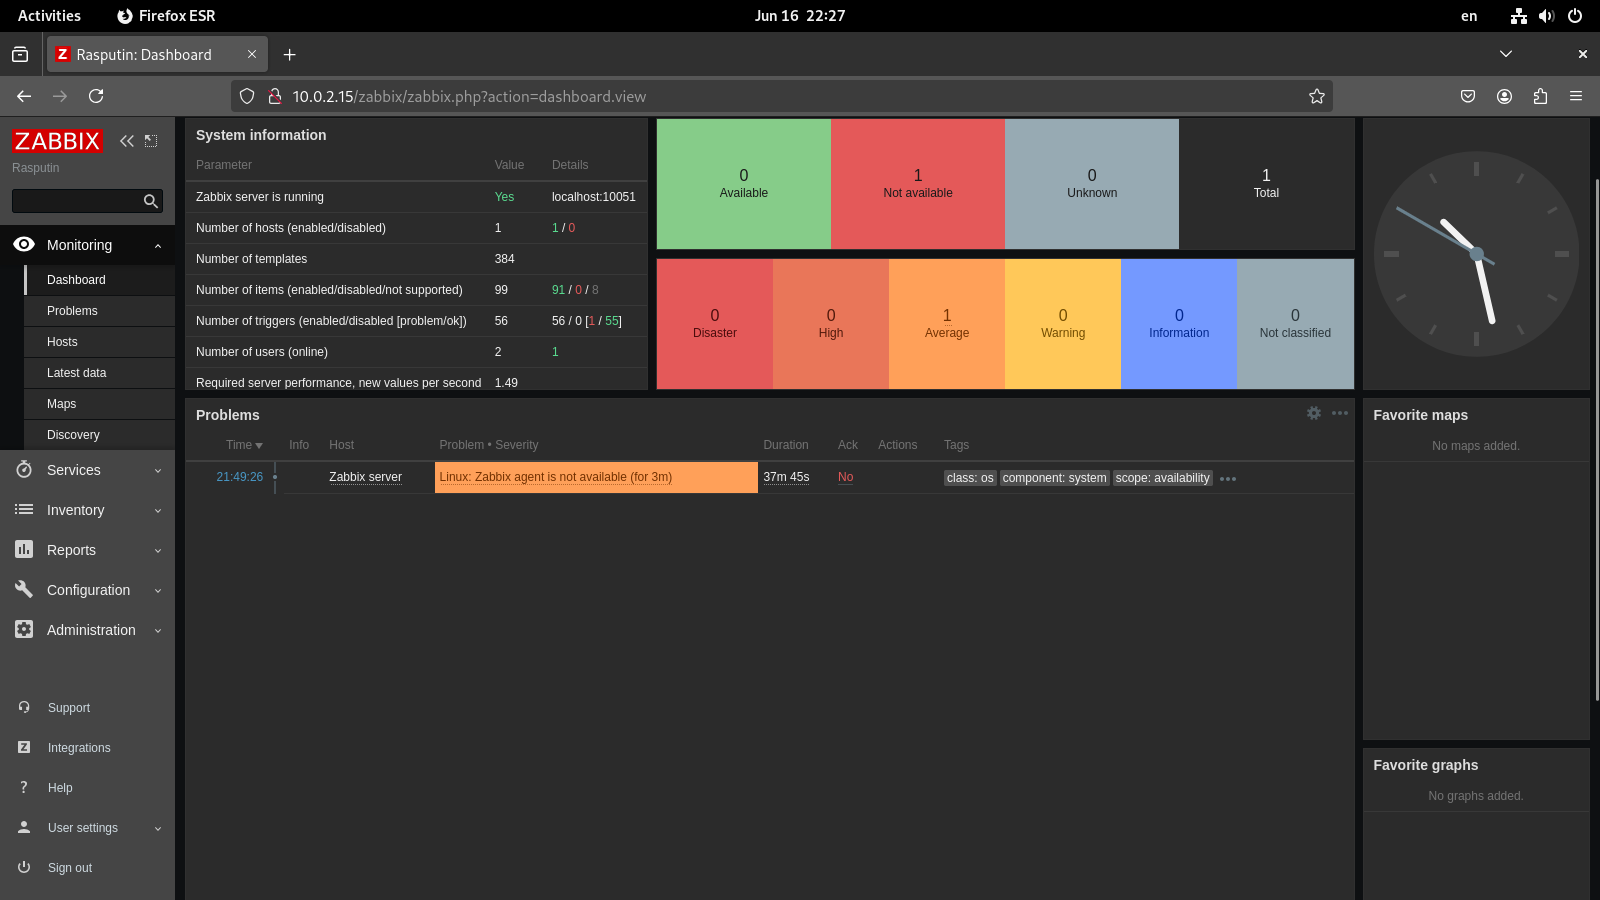 Activities
Firefox ESR
Jun 16 22:27
en
Z Rasputin: Dashboard
10.0.2.15/zabbix/zabbix.php?action=dashboard.view
ZABBIX
Rasputin
Monitoring
Dashboard
Problems
Hosts
Latest data
Maps
Discovery
Services
Inventory
Reports
Configuration
Administration
Support
Z Integrations
? Help
User settings
Sign out
System information
Parameter Value Details
Zabbix server is running Yes localhost:10051
Number of hosts (enabled/disabled) 1 1 / 0
Number of templates 384
Number of items (enabled/disabled/not supported) 99 91 / 0 / 8
Number of triggers (enabled/disabled [problem/ok]) 56 56 / 0 [1 / 55]
Number of users (online) 2 1
Required server performance, new values per second 1.49
0 1 0 1
Available Not available Unknown Total
0 0 1 0 0 0
Disaster High Average Warning Information Not classified
Problems
Time Info Host Problem • Severity Duration Ack Actions Tags
21:49:26 Zabbix server Linux: Zabbix agent is not available (for 3m) 37m 45s No class: os component: system scope: availability
Favorite maps
No maps added.
Favorite graphs
No graphs added.